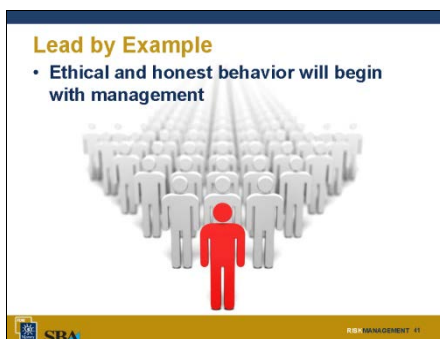 Lead by Example
• Ethical and honest behavior will begin
with management
SBA
RISK MANAGEMENT 41